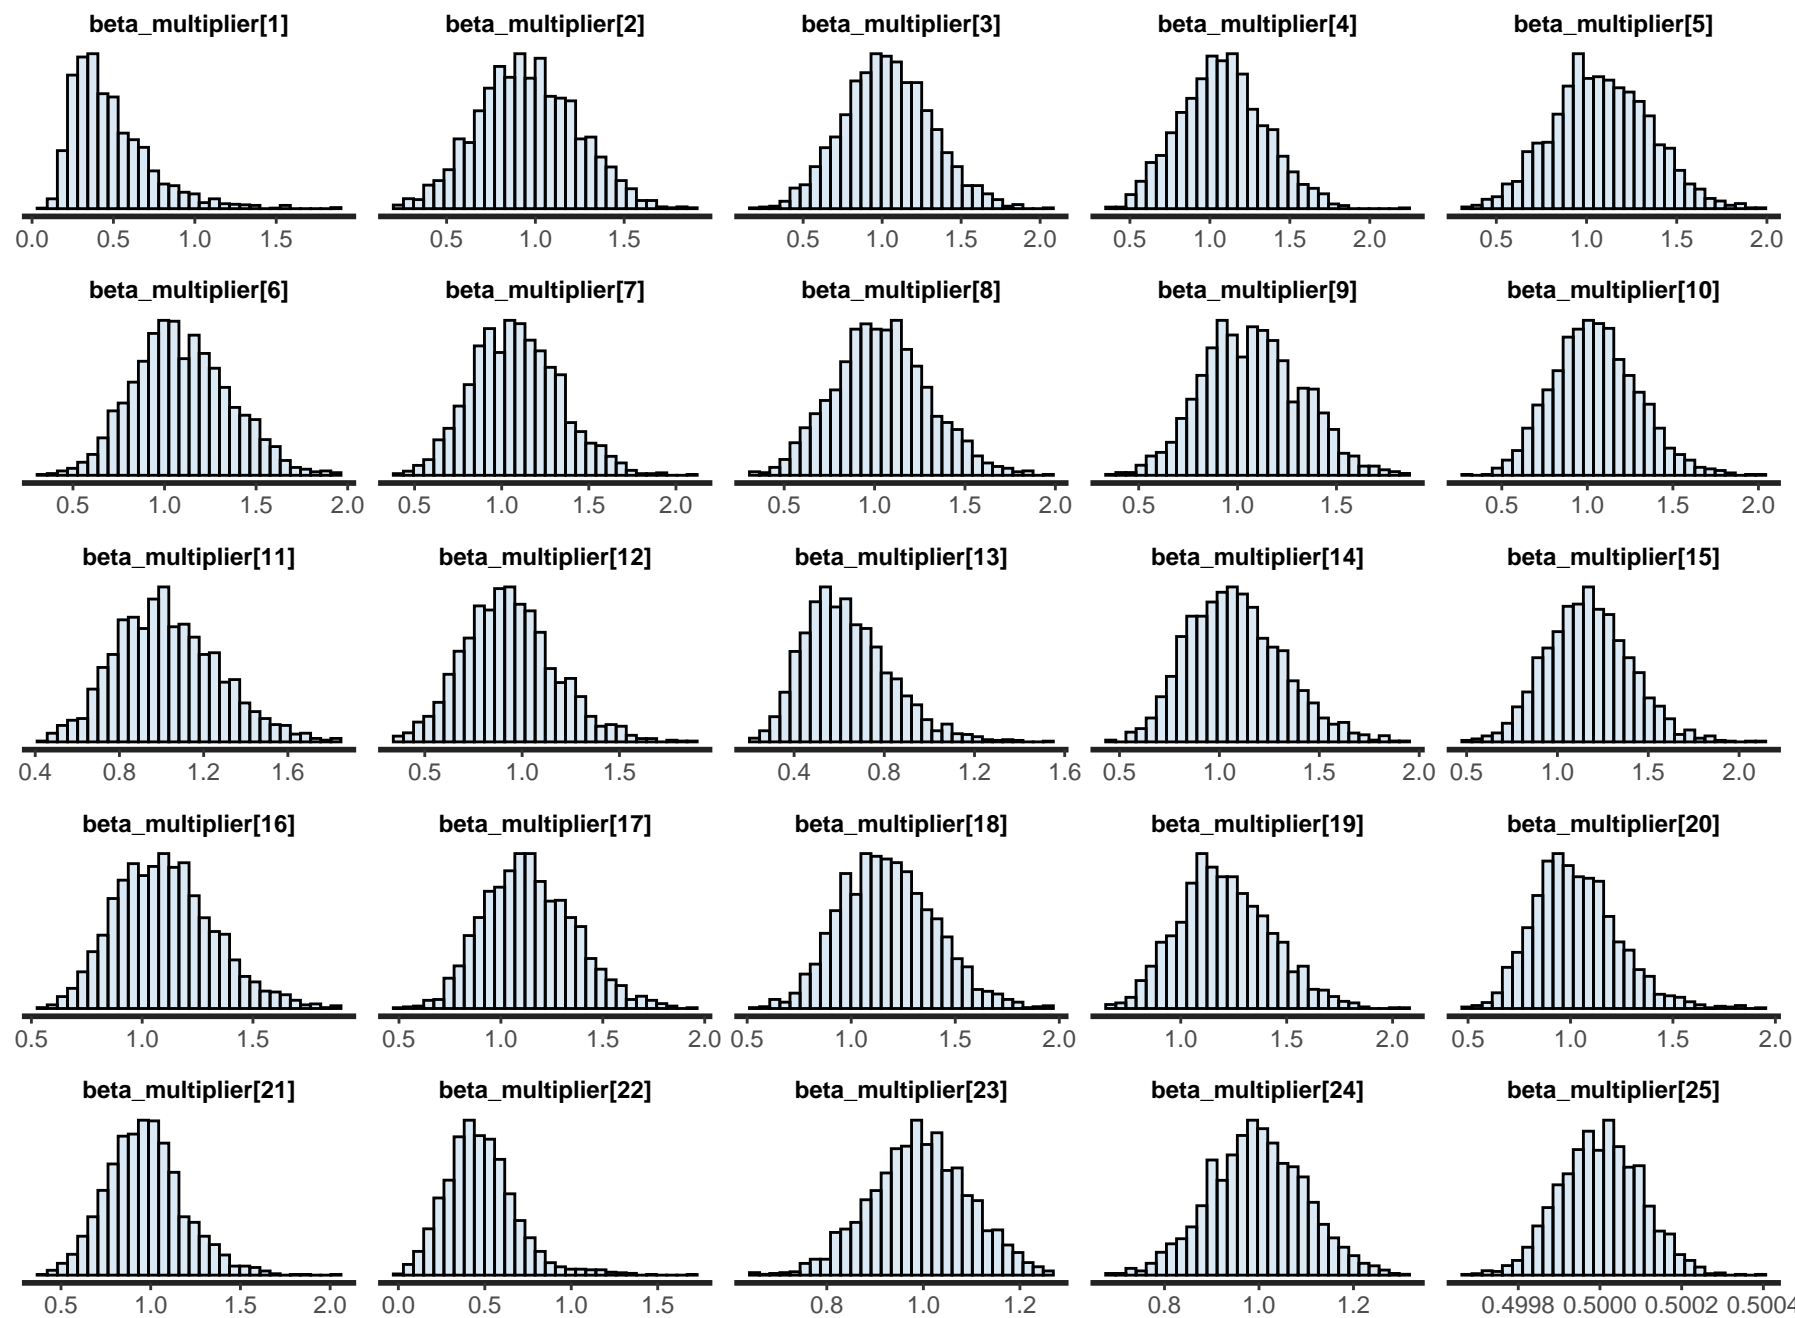 beta_multiplier[1] beta_multiplier[2] beta_multiplier[3] beta_multiplier[4] beta_multiplier[5]
0.0 0.5 1.0 1.5 0.5 1.0 1.5 0.5 1.0 1.5 2.0 0.5 1.0 1.5 2.0 0.5 1.0 1.5 2.0
beta_multiplier[6] beta_multiplier[7] beta_multiplier[8] beta_multiplier[9] beta_multiplier[10]
0.5 1.0 1.5 2.0 0.5 1.0 1.5 2.0 0.5 1.0 1.5 2.0 0.5 1.0 1.5 0.5 1.0 1.5 2.0
beta_multiplier[11] beta_multiplier[12] beta_multiplier[13] beta_multiplier[14] beta_multiplier[15]
0.4 0.8 1.2 1.6 0.5 1.0 1.5 0.4 0.8 1.2 1.6 0.5 1.0 1.5 2.0 0.5 1.0 1.5 2.0
beta_multiplier[16] beta_multiplier[17] beta_multiplier[18] beta_multiplier[19] beta_multiplier[20]
0.5 1.0 1.5 0.5 1.0 1.5 2.0 0.5 1.0 1.5 2.0 1.0 1.5 2.0 0.5 1.0 1.5 2.0
beta_multiplier[21] beta_multiplier[22] beta_multiplier[23] beta_multiplier[24] beta_multiplier[25]
0.5 1.0 1.5 2.0 0.0 0.5 1.0 1.5 0.8 1.0 1.2 0.8 1.0 1.2 0.4998 0.5000 0.5002 0.5004